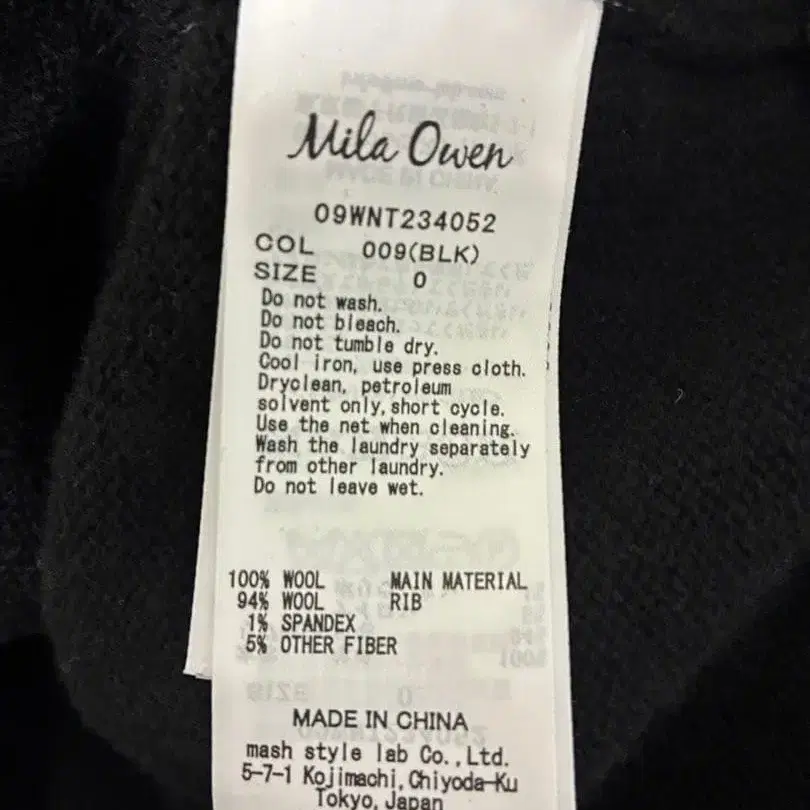 Mila Owen
09WNT234052
COL 009(BLK)
SIZE 0
Do not wash.
Do not bleach.
Do not tumble dry.
Cool iron, use press cloth.
Dryclean, petroleum
solvent only, short cycle.
Use the net when cleaning.
Wash the laundry separately
from other laundry.
Do not leave wet.
100% WOOL MAIN MATERIAL
94% WOOL RIB
1% SPANDEX
5% OTHER FIBER
MADE IN CHINA
mash style lab Co.,Ltd.
5-7-1 Kojimachi,Chiyoda-Ku
Tokyo,Japan